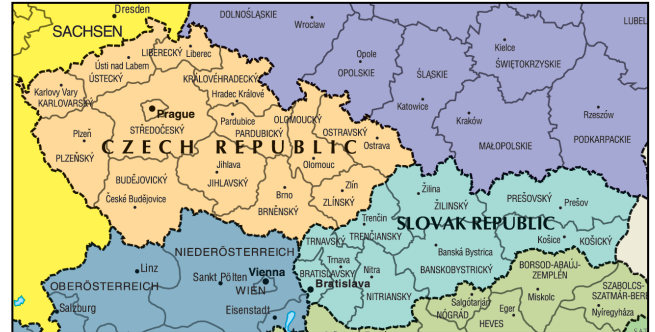 Dresden
SACHSEN
DOLNOŚLĄSKIE
Wrocław
LUBEL
Kielce
ŚWIĘTOKRZYSKIE
Opole
OPOLSKIE
ŚLĄSKIE
Katowice
Kraków
MAŁOPOLSKIE
Rzeszów
PODKARPACKIE
LIBERECKÝ
Liberec
Ústi nad Labem
ÚSTECKÝ
KRÁLOVÉHRADECKÝ
Hradec Králové
Karlovy Vary
KARLOVARSKÝ
Prague
STŘEDOČESKÝ
Pardubice
PARDUBICKÝ
OLOMOUCKÝ
OSTRAVSKÝ
Ostrava
Plzeň
PLZEŇSKÝ
CZECH REPUBLIC
Jihlava
JIHLAVSKÝ
Olomouc
BUDĚJOVICKÝ
České Budějovice
Brno
BRNĚNSKÝ
Zlín
ZLÍNSKÝ
Žilina
ŽILINSKÝ
PREŠOVSKÝ
Prešov
Trenčin
TRENČIANSKY
SLOVAK REPUBLIC
Košice
KOŠICKÝ
TRNAVSKÝ
Trnava
BRATISLAVSKÝ
Bratislava
Nitra
NITRIANSKY
Banská Bystrica
BANSKOBYSTRICKÝ
NIEDERÖSTERREICH
Linz
OBERÖSTERREICH
Sankt Pölten
Vienna
WIEN
Salzburg
Eisenstadt
BORSOD-ABAÚJ-
ZEMPLÉN
Miskolc
SZABOLCS-
SZATMÁR-BERE
Nyíregyháza
Salgótarján
NÓGRÁD
Eger
HEVES